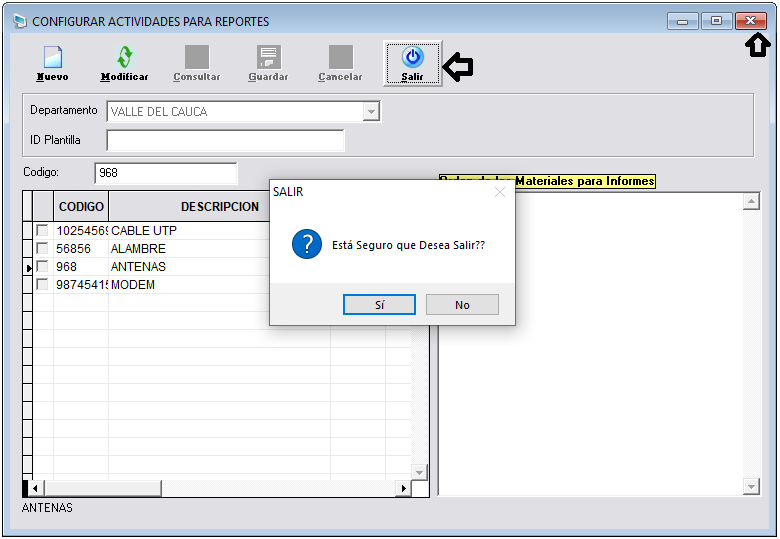 CONFIGURAR ACTIVIDADES PARA REPORTES
Nuevo Modificar Consultar Guardar Cancelar Salir
Departamento VALLE DEL CAUCA
ID Plantilla
Codigo: 968
Materiales para Informes
CODIGO DESCRIPCION
10254569 CABLE UTP
56856 ALAMBRE
968 ANTENAS
98745415 MODEM
SALIR
Está Seguro que Desea Salir??
Sí No
ANTENAS